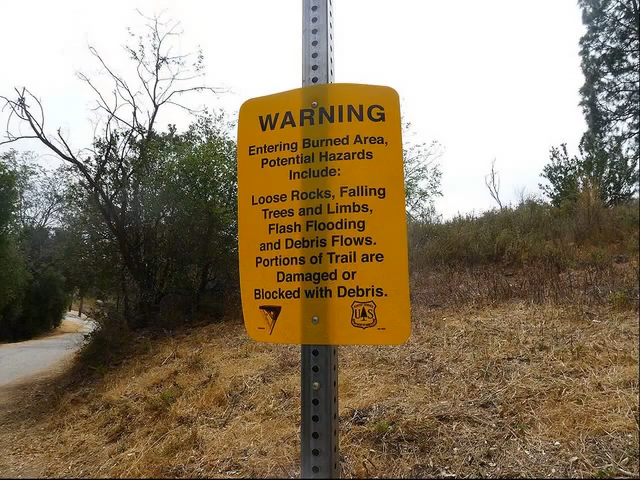 WARNING
Entering Burned Area,
Potential Hazards
Include:
Loose Rocks, Falling
Trees and Limbs,
Flash Flooding
and Debris Flows.
Portions of Trail are
Damaged or
Blocked with Debris.
U S